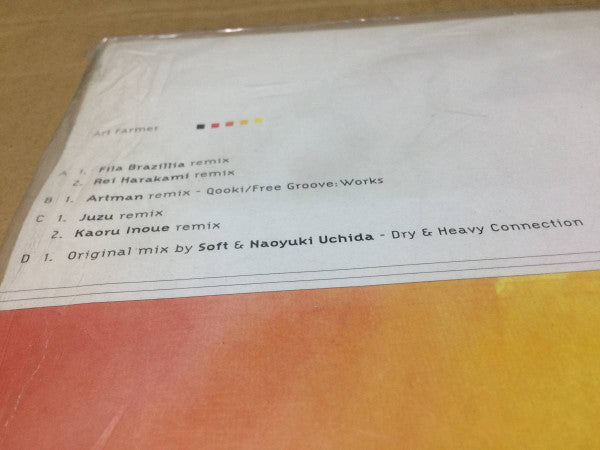 Art Farmer
A 1. Fila Brazillia remix
2. Rei Harakami remix
B 1. Artman remix - Qooki/Free Groove: Works
C 1. Juzu remix
2. Kaoru Inoue remix
D 1. Original mix by Soft & Naoyuki Uchida - Dry & Heavy Connection